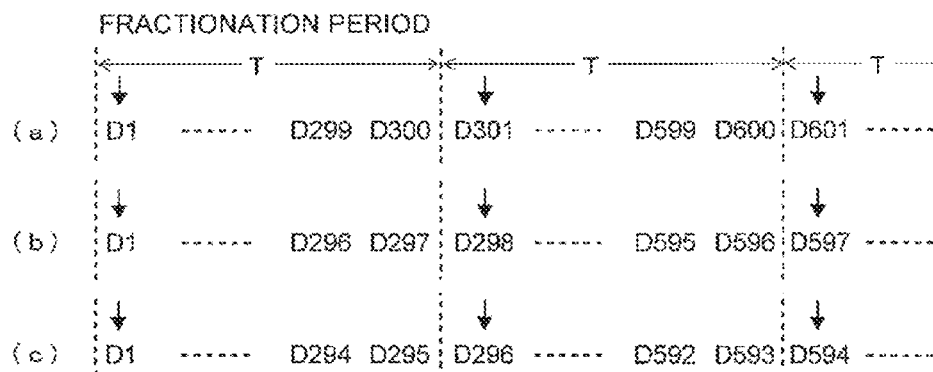 FRACTIONATION PERIOD
T T T
(a) D1 ------ D299 D300 D301 ------ D599 D600 D601 ------
(b) D1 ------ D296 D297 D298 ------ D595 D596 D597 ------
(c) D1 ------ D294 D295 D296 ------ D592 D593 D594 ------